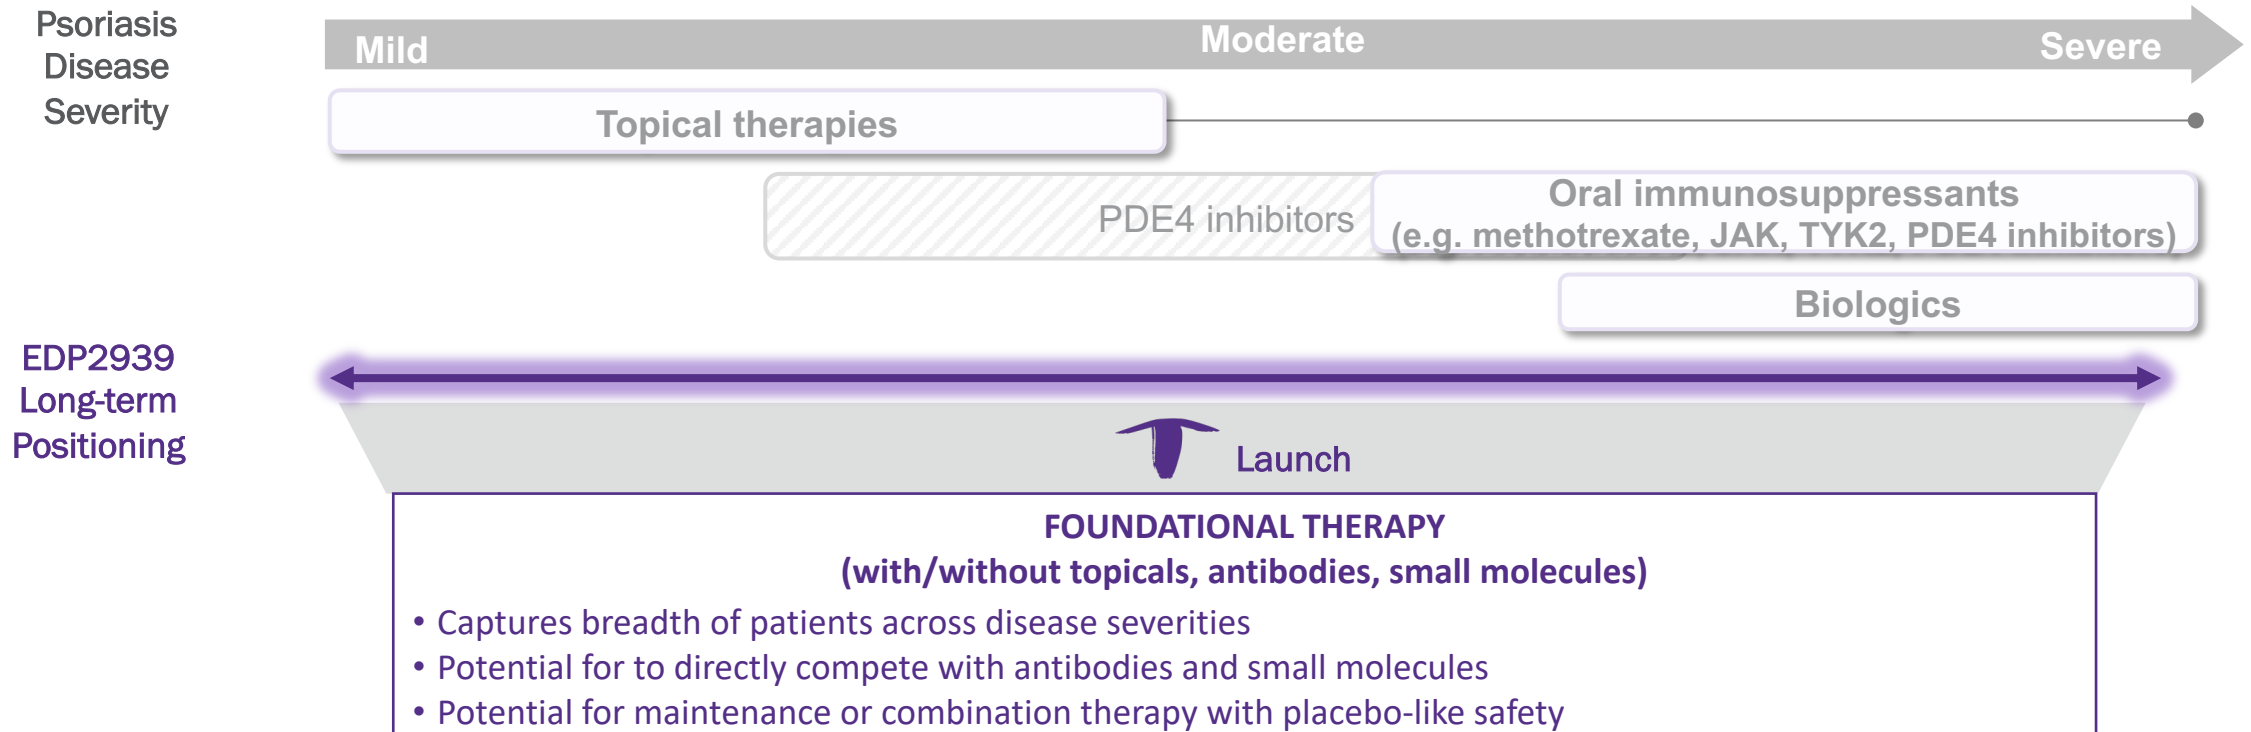 Psoriasis
Disease
Severity
Mild
Moderate
Severe
Topical therapies
PDE4 inhibitors
Oral immunosuppressants
(e.g. methotrexate, JAK, TYK2, PDE4 inhibitors)
Biologics
EDP2939
Long-term
Positioning
Launch
FOUNDATIONAL THERAPY
(with/without topicals, antibodies, small molecules)
• Captures breadth of patients across disease severities
• Potential for to directly compete with antibodies and small molecules
• Potential for maintenance or combination therapy with placebo-like safety